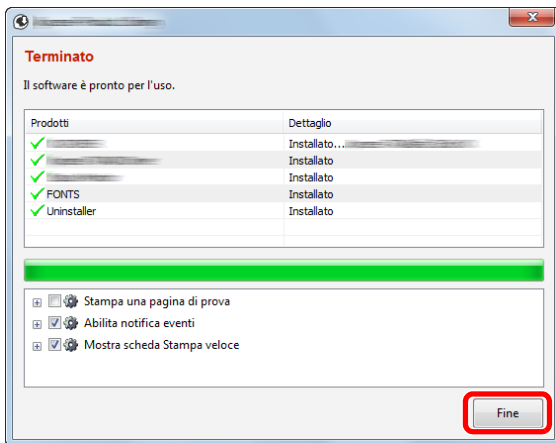 Terminato
Il software è pronto per l'uso.
Prodotti Dettaglio
Installato...
Installato
Installato
FONTS Installato
Uninstaller Installato
Stampa una pagina di prova
Abilita notifica eventi
Mostra scheda Stampa veloce
Fine